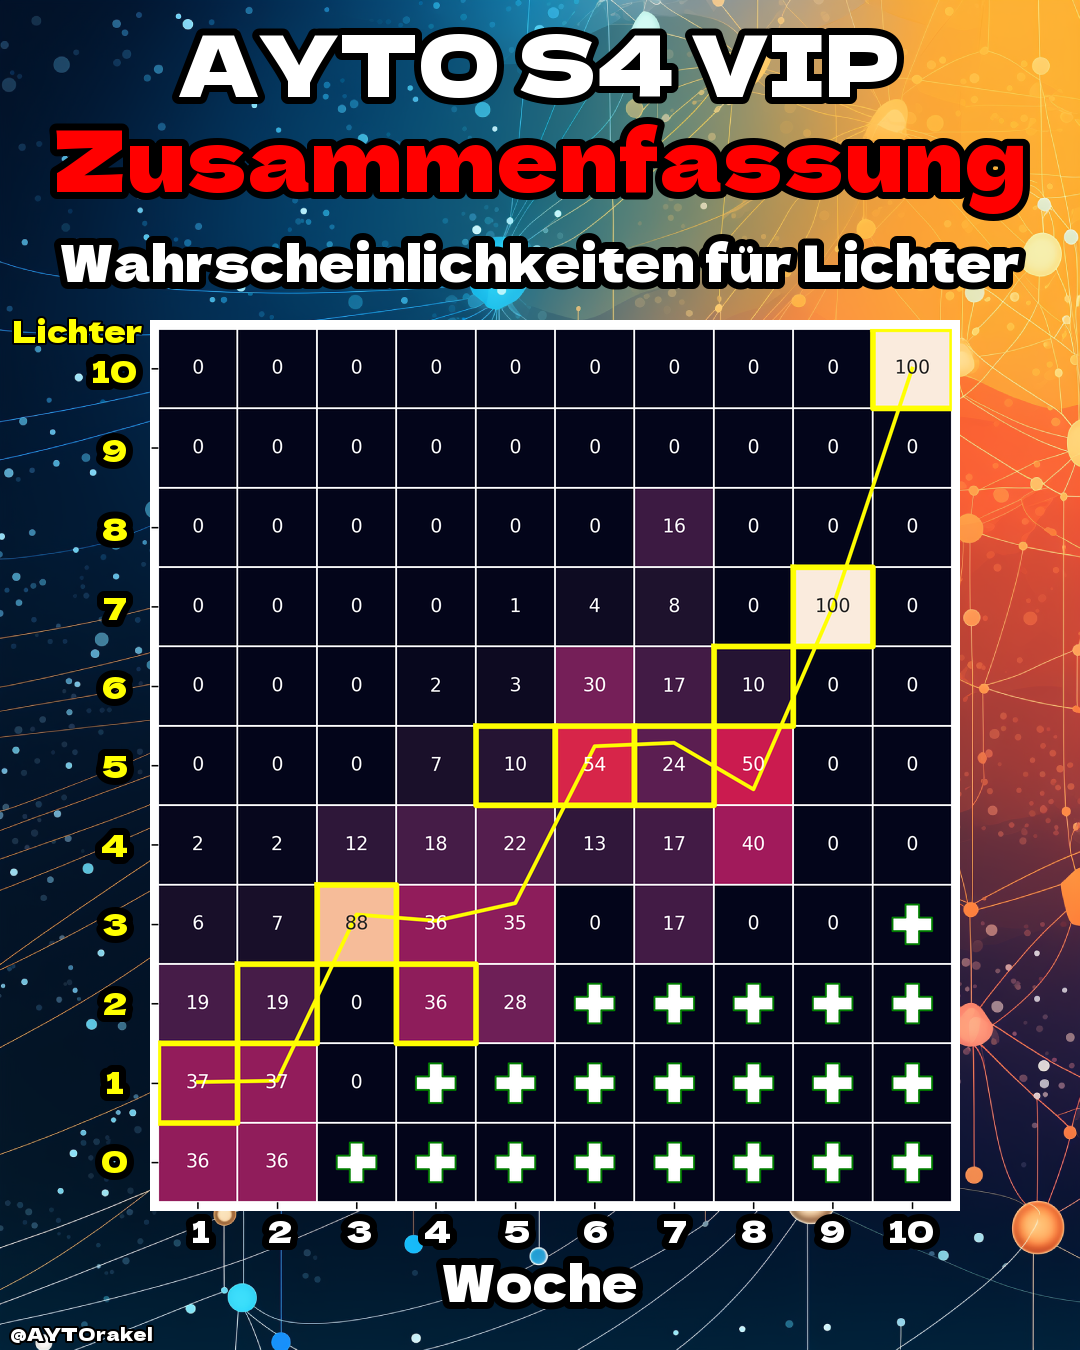 AYTO S4 VIP
Zusammenfassung
Wahrscheinlichkeiten für Lichter
Lichter
10 0 0 0 0 0 0 0 0 0 100
9 0 0 0 0 0 0 0 0 0 0
8 0 0 0 0 0 0 16 0 0 0
7 0 0 0 0 1 4 8 0 100 0
6 0 0 0 2 3 30 17 10 0 0
5 0 0 0 7 10 54 24 50 0 0
4 2 2 12 18 22 13 17 40 0 0
3 6 7 88 36 35 0 17 0 0
2 19 19 0 36 28
1 37 37 0
0 36 36
1 2 3 4 5 6 7 8 9 10
Woche
@AYTOrakel